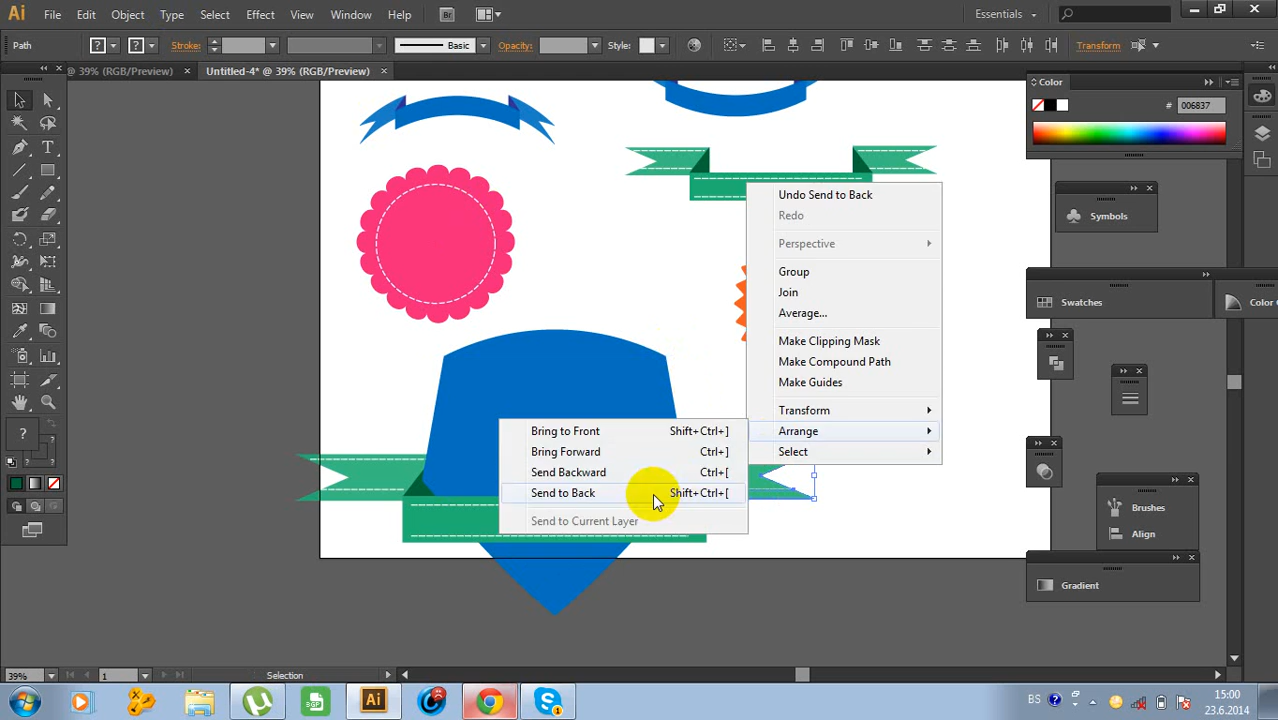 Ai File Edit Object Type Select Effect View Window Help Br Essentials
Path Stroke: Basic Opacity: Style: Transform
@ 39% (RGB/Preview) × Untitled-4* @ 39% (RGB/Preview) ×
Color
# 006837
Undo Send to Back
Redo
Perspective
Group
Join
Average...
Make Clipping Mask
Make Compound Path
Make Guides
Transform
Arrange
Select
Bring to Front Shift+Ctrl+]
Bring Forward Ctrl+]
Send Backward Ctrl+[
Send to Back Shift+Ctrl+[
Send to Current Layer
Symbols
Swatches
Color
Brushes
Align
Gradient
?
39% 1 Selection
BGP Ai BS 15:00
23.6.2014